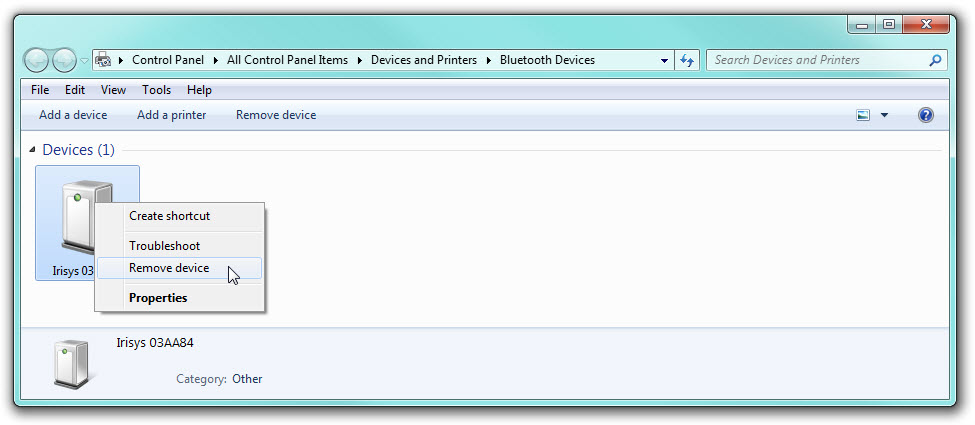 Control Panel All Control Panel Items Devices and Printers Bluetooth Devices Search Devices and Printers
File Edit View Tools Help
Add a device Add a printer Remove device
Devices (1)
Irisys 03
Create shortcut
Troubleshoot
Remove device
Properties
Irisys 03AA84
Category: Other